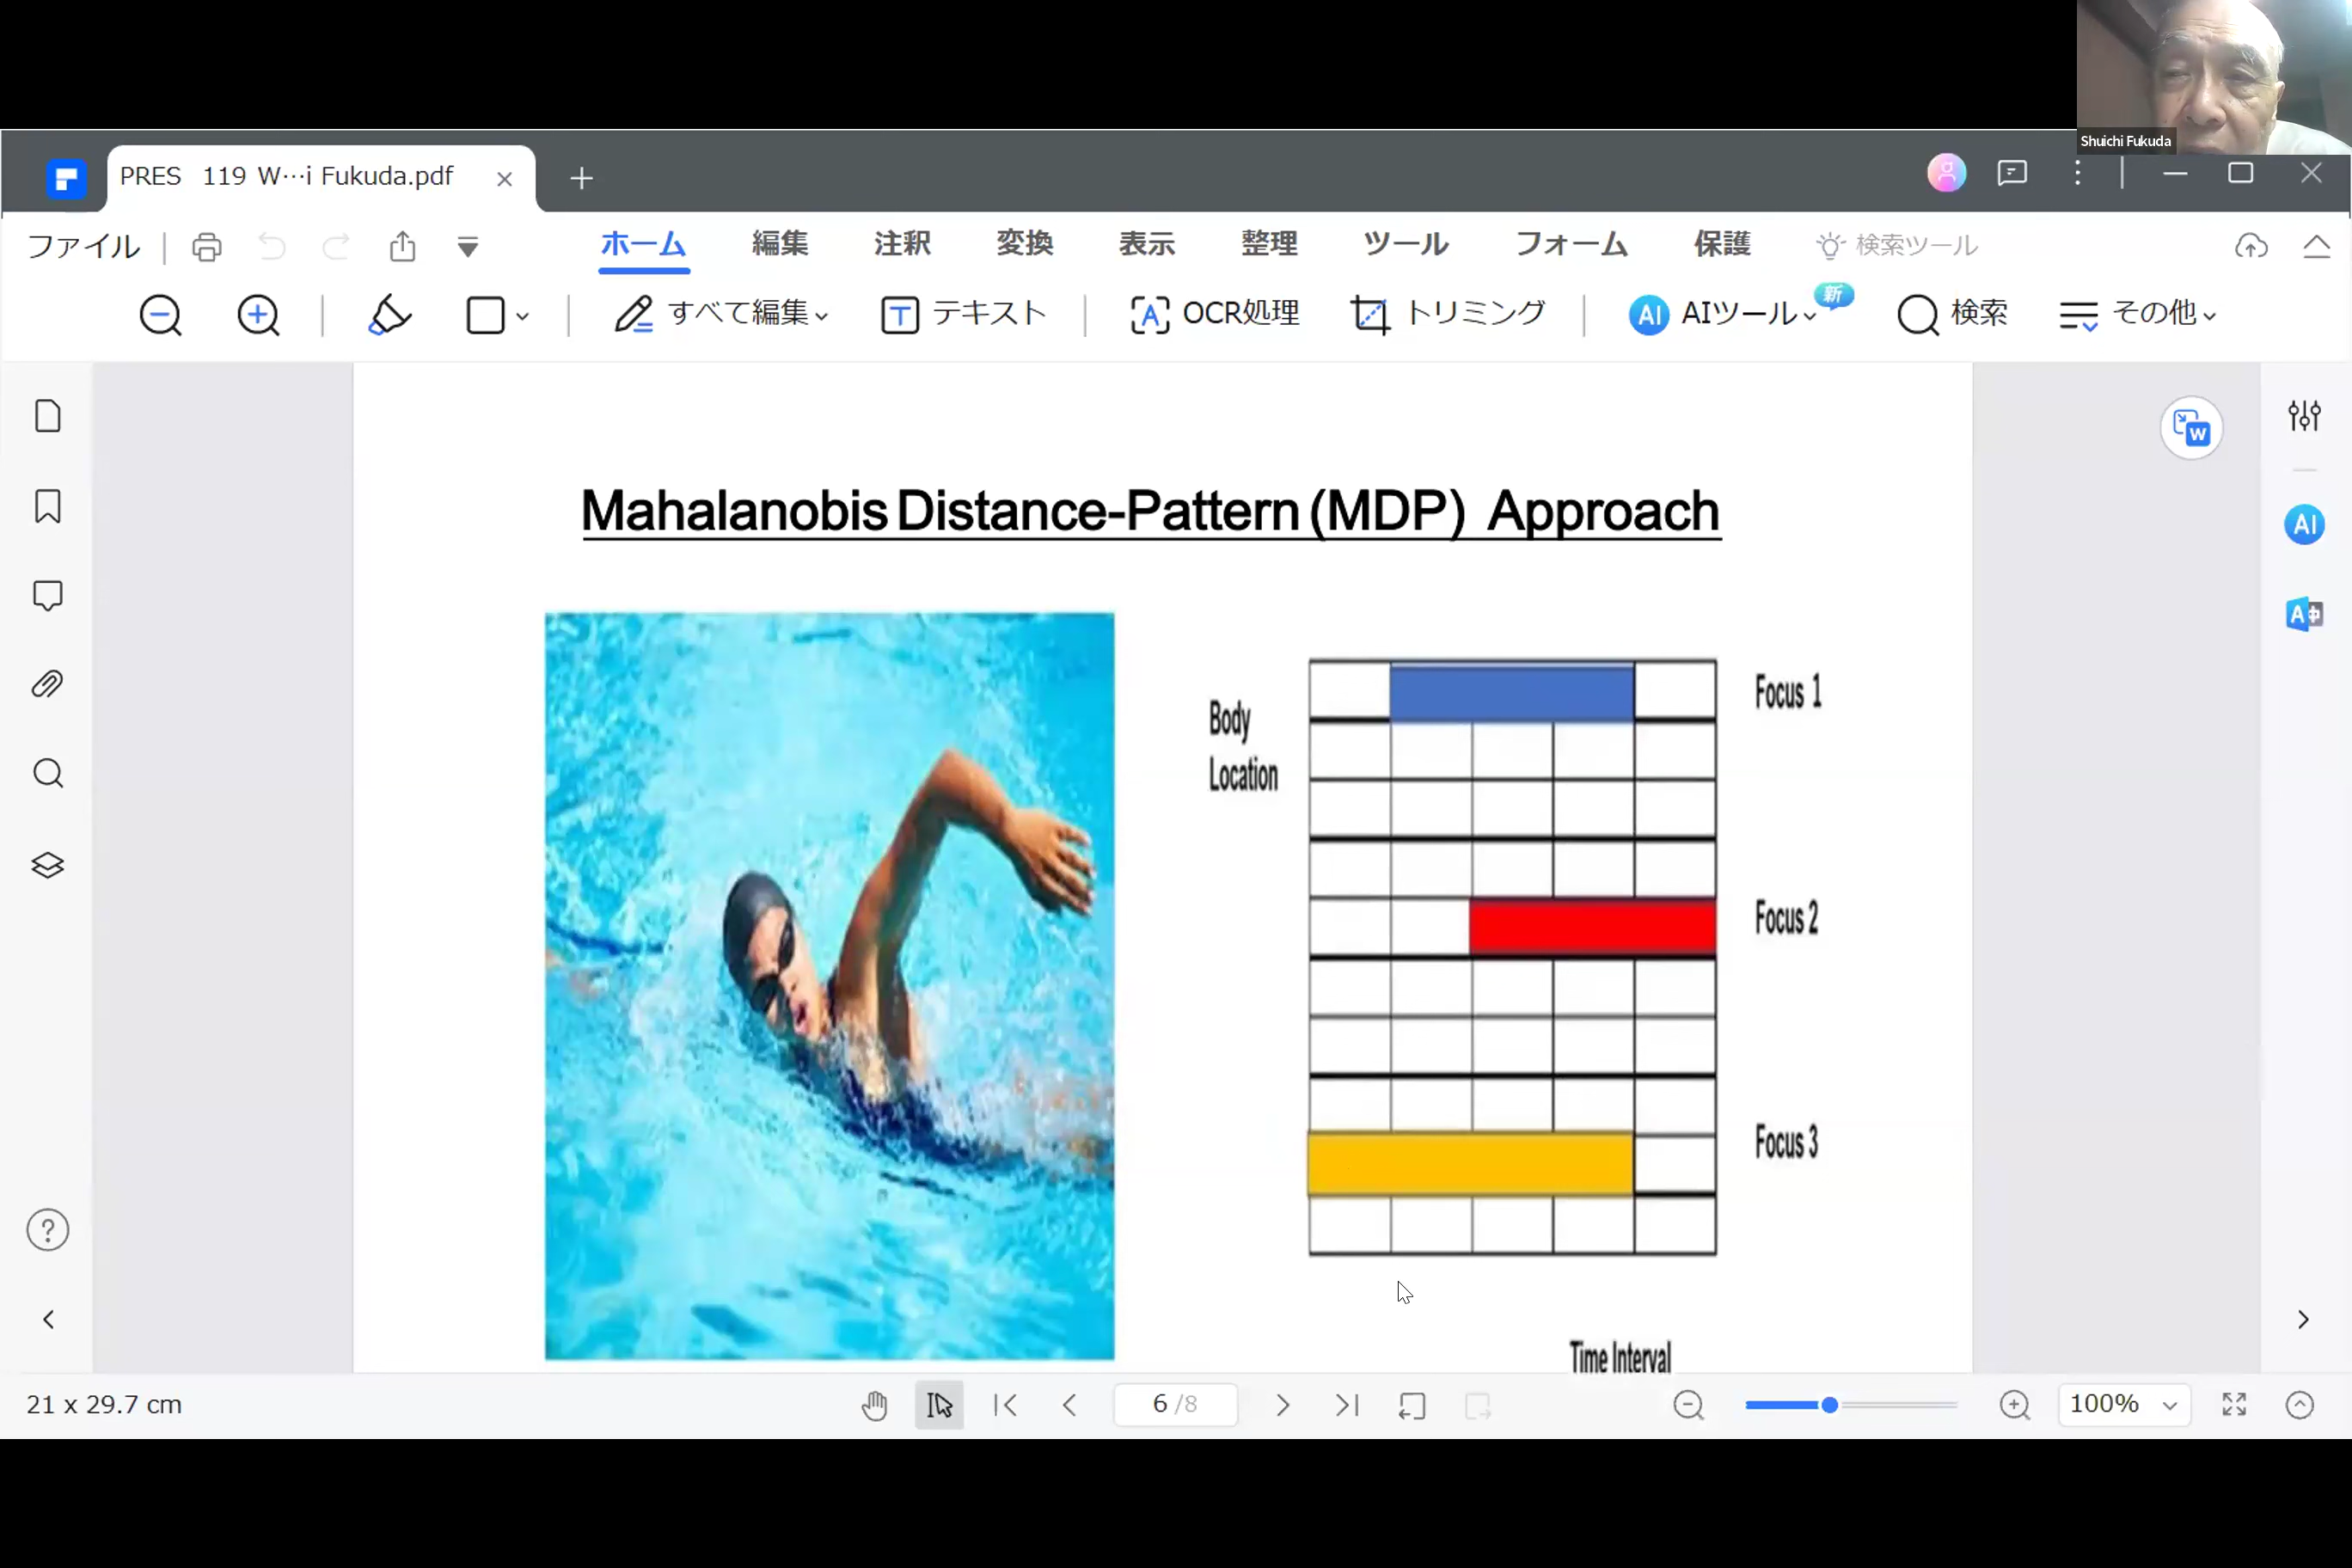 Shuichi Fukuda
PRES 119 W…i Fukuda.pdf
ファイル
ホーム 編集 注釈 変換 表示 整理 ツール フォーム 保護 検索ツール
すべて編集 テキスト OCR処理 トリミング AI AIツール 新 検索 その他
W
AI
Mahalanobis Distance-Pattern (MDP) Approach
Body
Location
Focus 1
Focus 2
Focus 3
Time Interval
21 x 29.7 cm
6 /8
100%